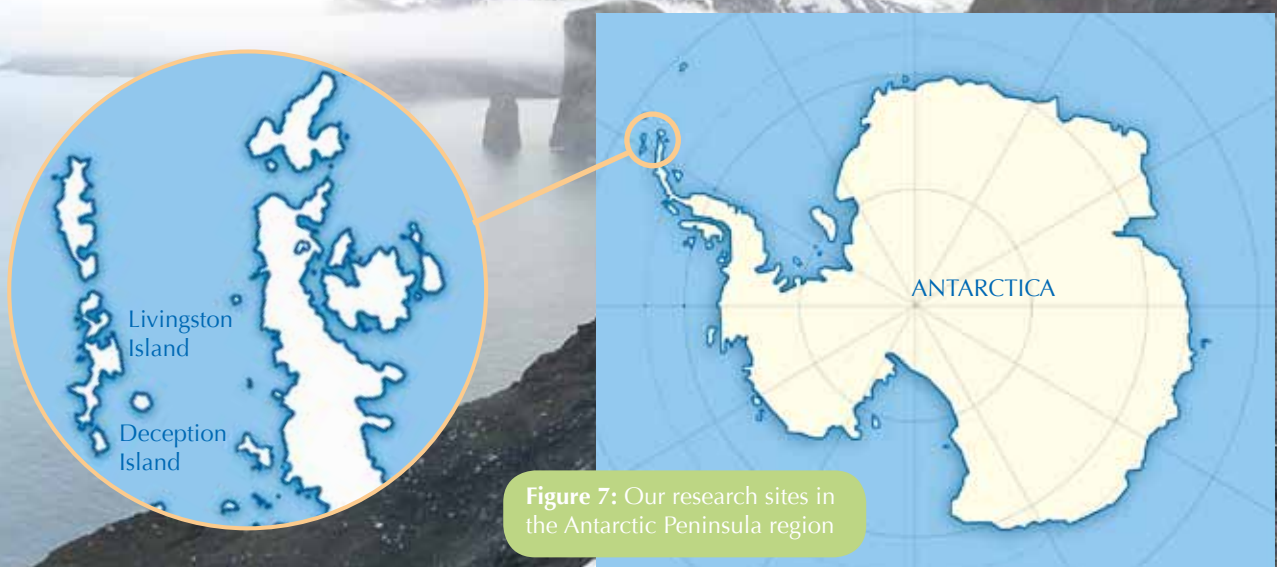 Livingston
Island
Deception
Island
ANTARCTICA
Figure 7: Our research sites in
the Antarctic Peninsula region